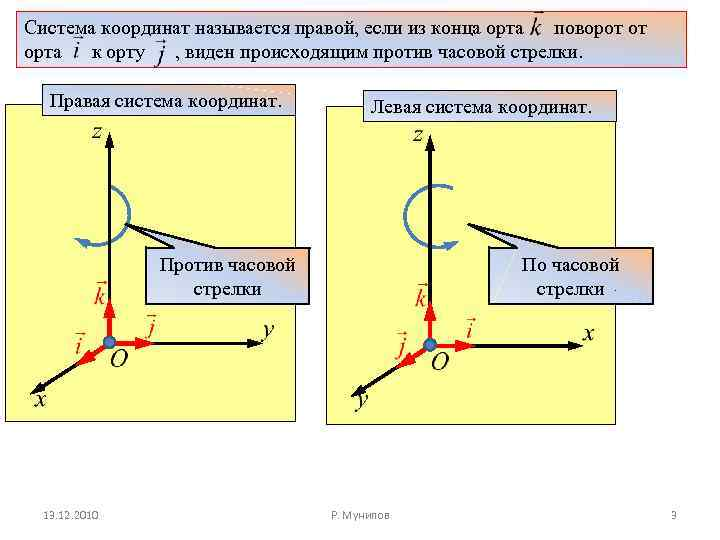 Система координат называется правой, если из конца орта k поворот от
орта i к орту j , виден происходящим против часовой стрелки.
Правая система координат.
Левая система координат.
z
z
Против часовой
стрелки
По часовой
стрелки
k
k
i
j
y
O
x
j
i
x
O
y
13.12.2010
Р. Мунипов
3